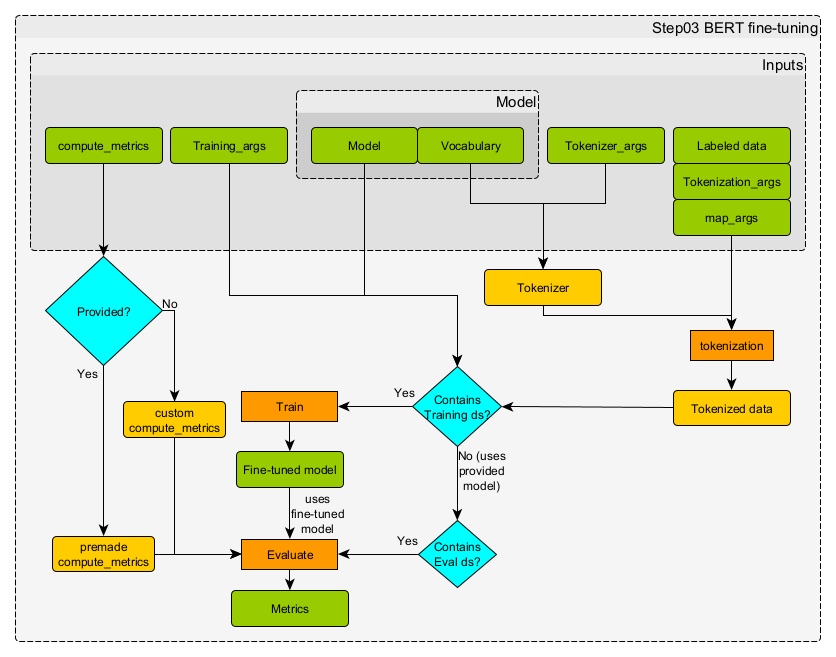 Step03 BERT fine-tuning
Inputs
Model
compute_metrics
Training_args
Model
Vocabulary
Tokenizer_args
Labeled data
Tokenization_args
map_args
Tokenizer
Provided?
No
Yes
tokenization
Tokenized data
custom
compute_metrics
Train
Yes
Contains
Training ds?
No (uses
provided
model)
Fine-tuned model
uses
fine-tuned
model
premade
compute_metrics
Evaluate
Yes
Contains
Eval ds?
Metrics